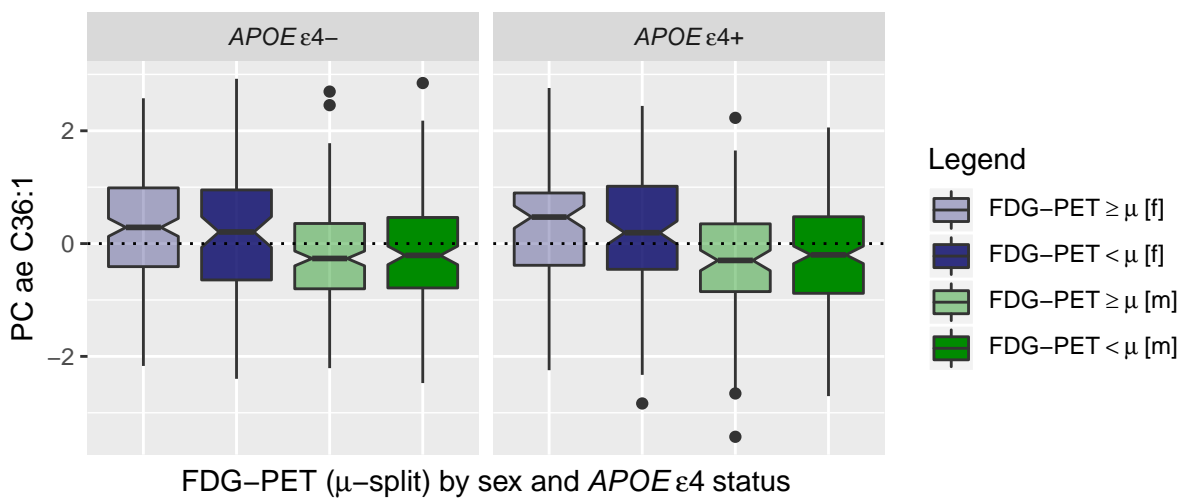 APOE ε4− APOE ε4+
2
0
−2
PC ae C36:1
FDG−PET (μ−split) by sex and APOE ε4 status
Legend
FDG−PET ≥ μ [f]
FDG−PET < μ [f]
FDG−PET ≥ μ [m]
FDG−PET < μ [m]